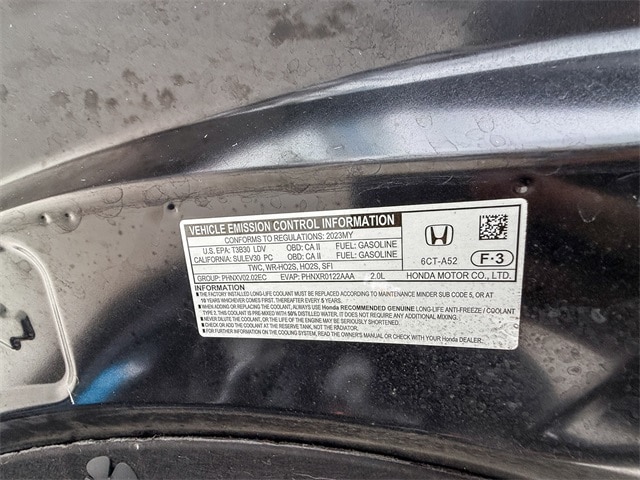 VEHICLE EMISSION CONTROL INFORMATION
CONFORMS TO REGULATIONS: 2023MY
U.S. EPA: T3B30 LDV OBD: CA II FUEL: GASOLINE
CALIFORNIA: SULEV30 PC OBD: CA II FUEL: GASOLINE
TWC, WR-HO2S, HO2S, SFI
GROUP: PHNXV02.02EC EVAP: PHNXR0122AAA 2.0L
6CT-A52
F-3
HONDA MOTOR CO., LTD.
INFORMATION
■ THE FACTORY INSTALLED LONG-LIFE COOLANT MUST BE REPLACED ACCORDING TO MAINTENANCE MINDER SUB CODE 5, OR AT
10 YEARS WHICHEVER COMES FIRST. THEREAFTER, REPLACE EVERY 5 YEARS.
■ WHEN ADDING OR REPLACING THE COOLANT, ALWAYS USE Honda RECOMMENDED GENUINE LONG-LIFE ANTI-FREEZE / COOLANT
TYPE 2. THIS COOLANT IS PRE-MIXED WITH 50% DISTILLED WATER, IT DOES NOT REQUIRE ANY ADDITIONAL MIXING.
■ NEVER DILUTE THE COOLANT, OR THE LIFE OF THE ENGINE MAY BE SUBSTANTIALLY SHORTENED.
■ CHECK AND ADD THE COOLANT AT THE RESERVE TANK, NOT THE RADIATOR.
■ FOR FURTHER INFORMATION ON THE COOLING SYSTEM, READ THE OWNER'S MANUAL OR CHECK WITH YOUR Honda DEALER.